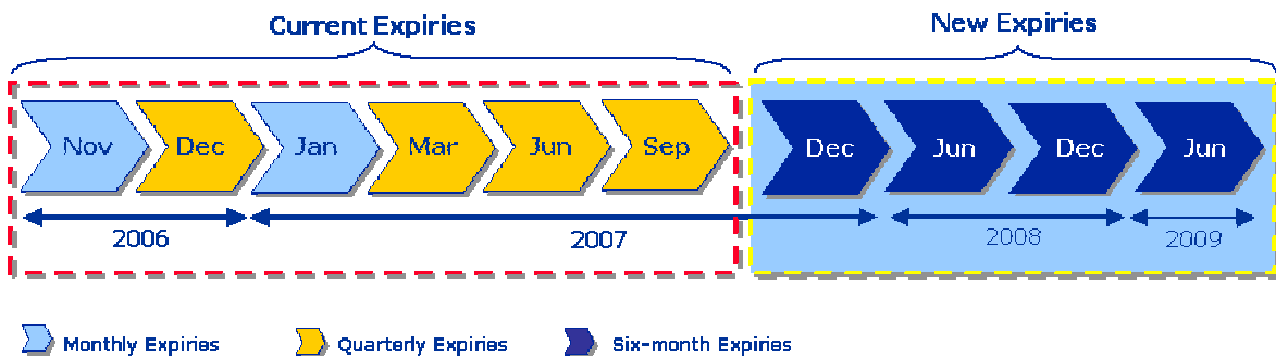 Current Expiries
New Expiries
Nov Dec Jan Mar Jun Sep Dec Jun Dec Jun
2006 2007 2008 2009
Monthly Expiries Quarterly Expiries Six-month Expiries